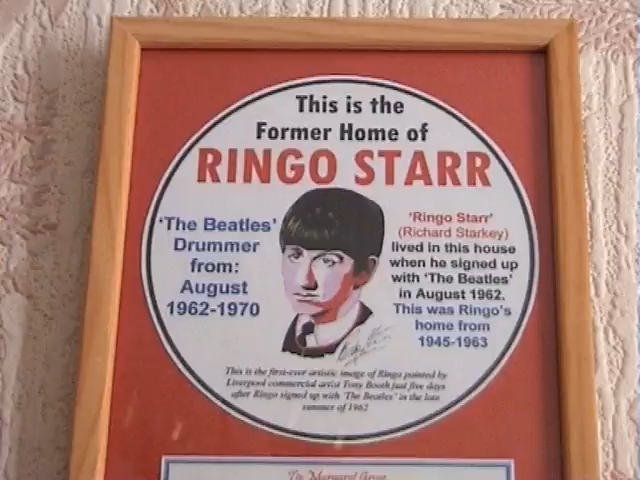 This is the
Former Home of
RINGO STARR
'The Beatles'
Drummer
from:
August
1962-1970
'Ringo Starr'
(Richard Starkey)
lived in this house
when he signed up
with 'The Beatles'
in August 1962.
This was Ringo's
home from
1945-1963
This is the first-ever artistic image of Ringo painted by
Liverpool commercial artist Tony Booth just five days
after Ringo signed up with 'The Beatles' in the late
summer of 1962